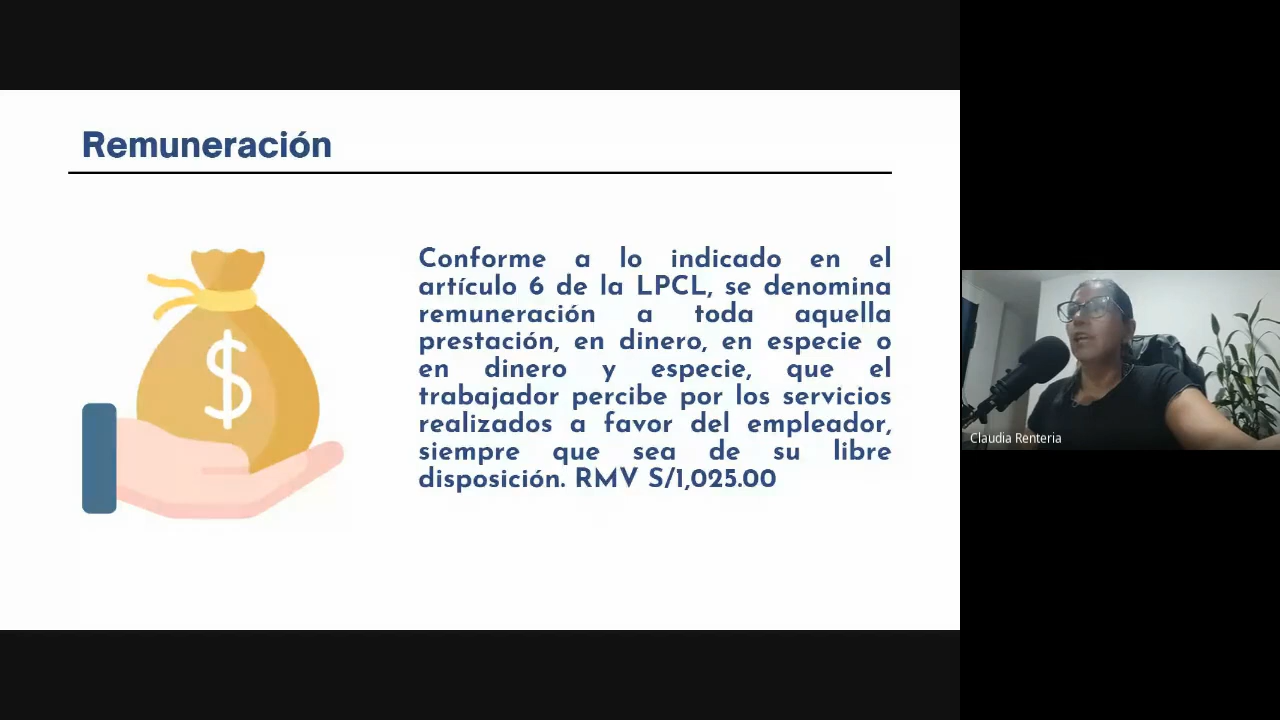 Remuneración
Conforme a lo indicado en el
artículo 6 de la LPCL, se denomina
remuneración a toda aquella
prestación, en dinero, en especie o
en dinero y especie, que el
trabajador percibe por los servicios
realizados a favor del empleador,
siempre que sea de su libre
disposición. RMV S/1,025.00
$
Claudia Renteria